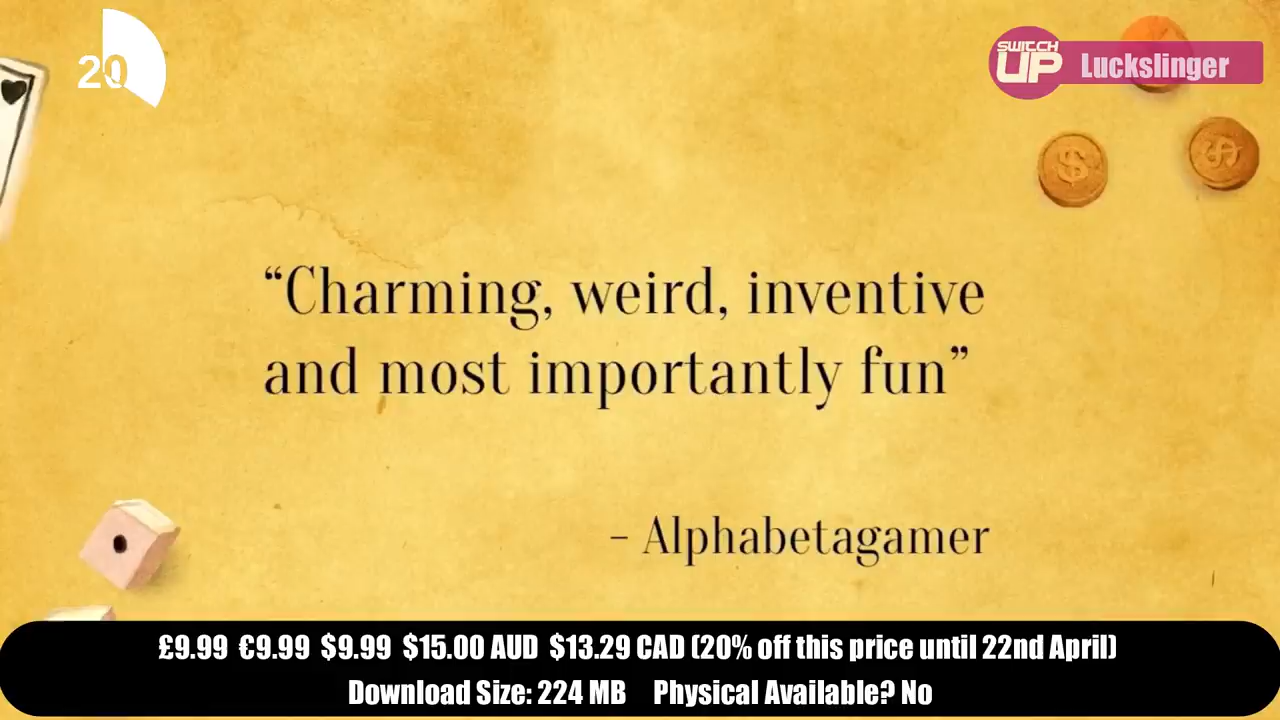 20
SWITCH
UP
Luckslinger
“Charming, weird, inventive
and most importantly fun”
– Alphabetagamer
£9.99 €9.99 $9.99 $15.00 AUD $13.29 CAD (20% off this price until 22nd April)
Download Size: 224 MB Physical Available? No